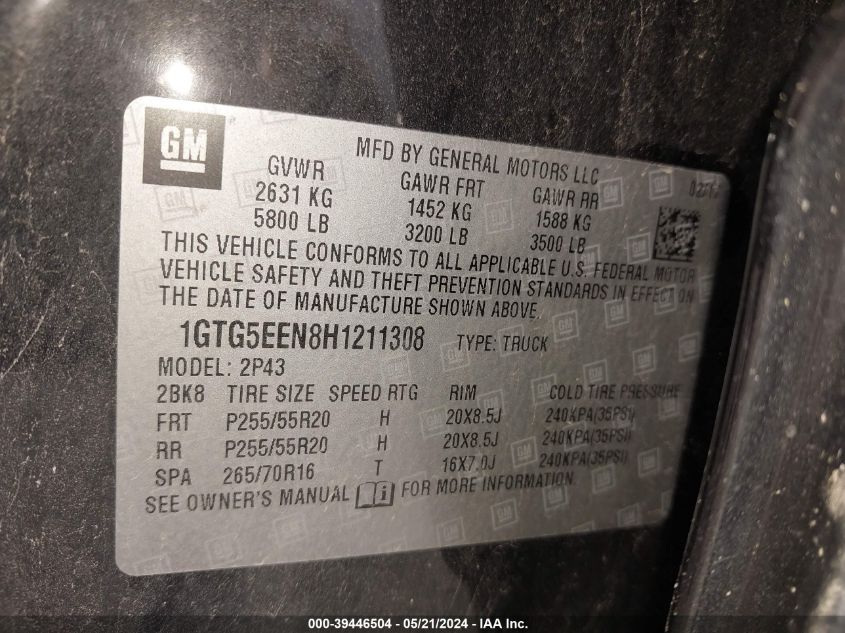 GM
MFD BY GENERAL MOTORS LLC
GVWR GAWR FRT GAWR RR
2631 KG 1452 KG 1588 KG
5800 LB 3200 LB 3500 LB
THIS VEHICLE CONFORMS TO ALL APPLICABLE U.S. FEDERAL MOTOR
VEHICLE SAFETY AND THEFT PREVENTION STANDARDS IN EFFECT ON
THE DATE OF MANUFACTURE SHOWN ABOVE.
1GTG5EEN8H1211308 TYPE: TRUCK
MODEL: 2P43
2BK8 TIRE SIZE SPEED RTG RIM COLD TIRE PRESSURE
FRT P255/55R20 H 20X8.5J 240KPA(35PSI)
RR P255/55R20 H 20X8.5J 240KPA(35PSI)
SPA 265/70R16 T 16X7.0J 240KPA(35PSI)
SEE OWNER'S MANUAL FOR MORE INFORMATION.
000-39446504 - 05/21/2024 - IAA Inc.